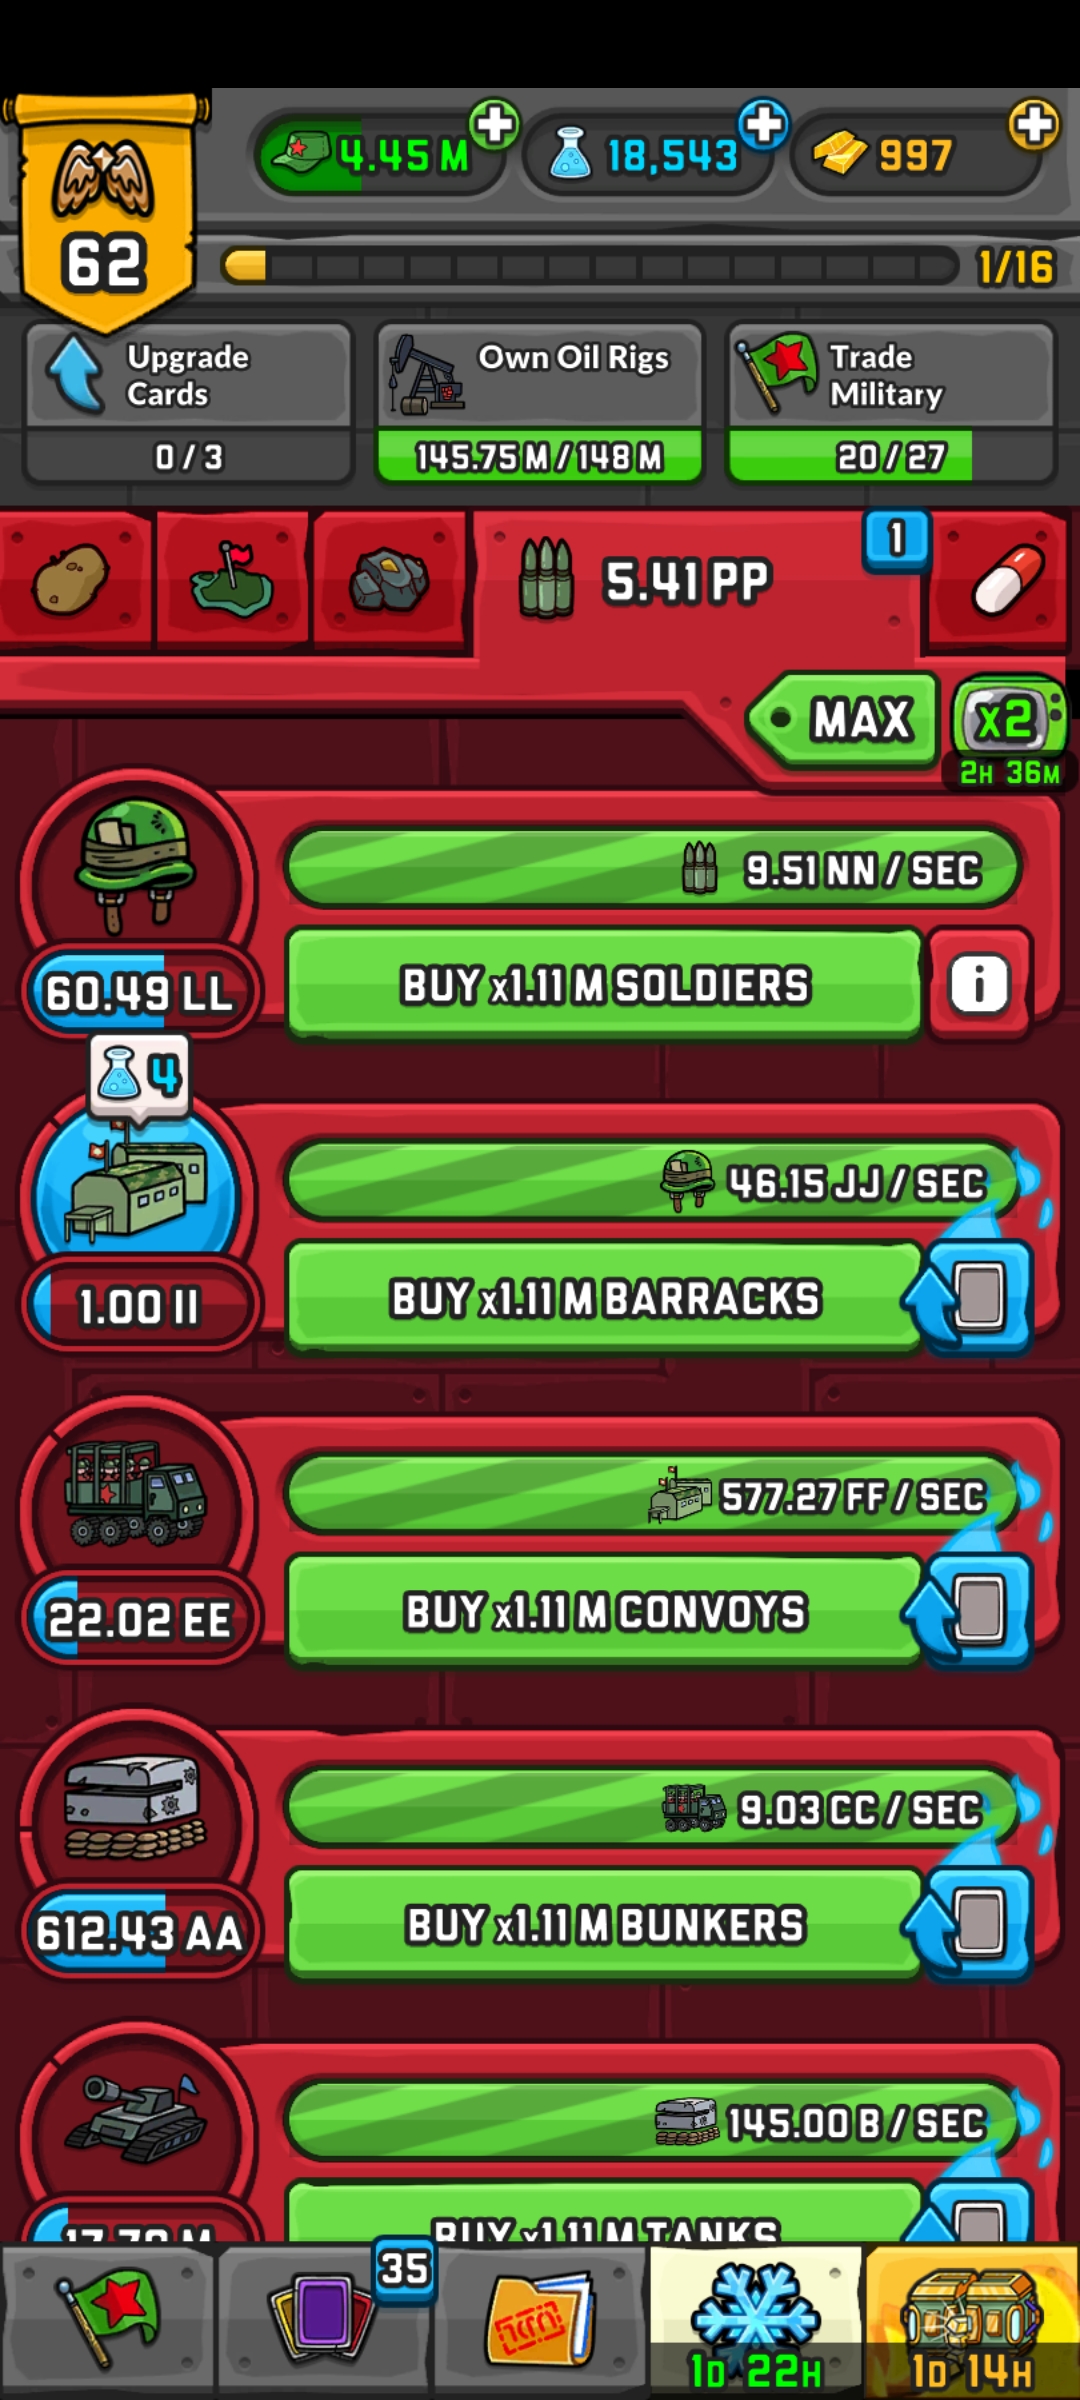 4.45 M
18,543
997
62
1/16
Upgrade
Cards
0 / 3
Own Oil Rigs
145.75 M / 148 M
Trade
Military
20 / 27
5.41 PP
1
MAX
x2
2H 36M
9.51 NN / SEC
60.49 LL
BUY x1.11 M SOLDIERS
i
4
46.15 JJ / SEC
1.00 II
BUY x1.11 M BARRACKS
577.27 FF / SEC
22.02 EE
BUY x1.11 M CONVOYS
9.03 CC / SEC
612.43 AA
BUY x1.11 M BUNKERS
145.00 B / SEC
BUY x1.11 M TANKS
35
1D 22H
1D 14H